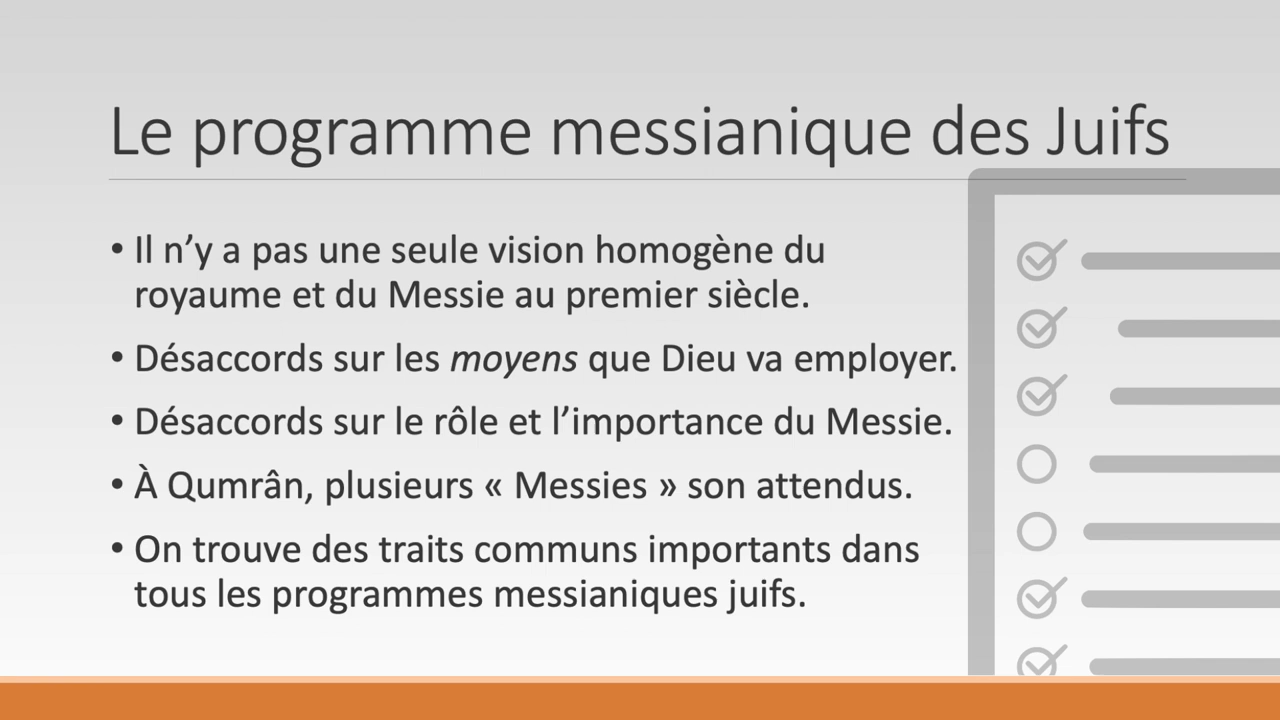 Le programme messianique des Juifs
• Il n’y a pas une seule vision homogène du
royaume et du Messie au premier siècle.
• Désaccords sur les moyens que Dieu va employer.
• Désaccords sur le rôle et l’importance du Messie.
• À Qumrân, plusieurs « Messies » son attendus.
• On trouve des traits communs importants dans
tous les programmes messianiques juifs.